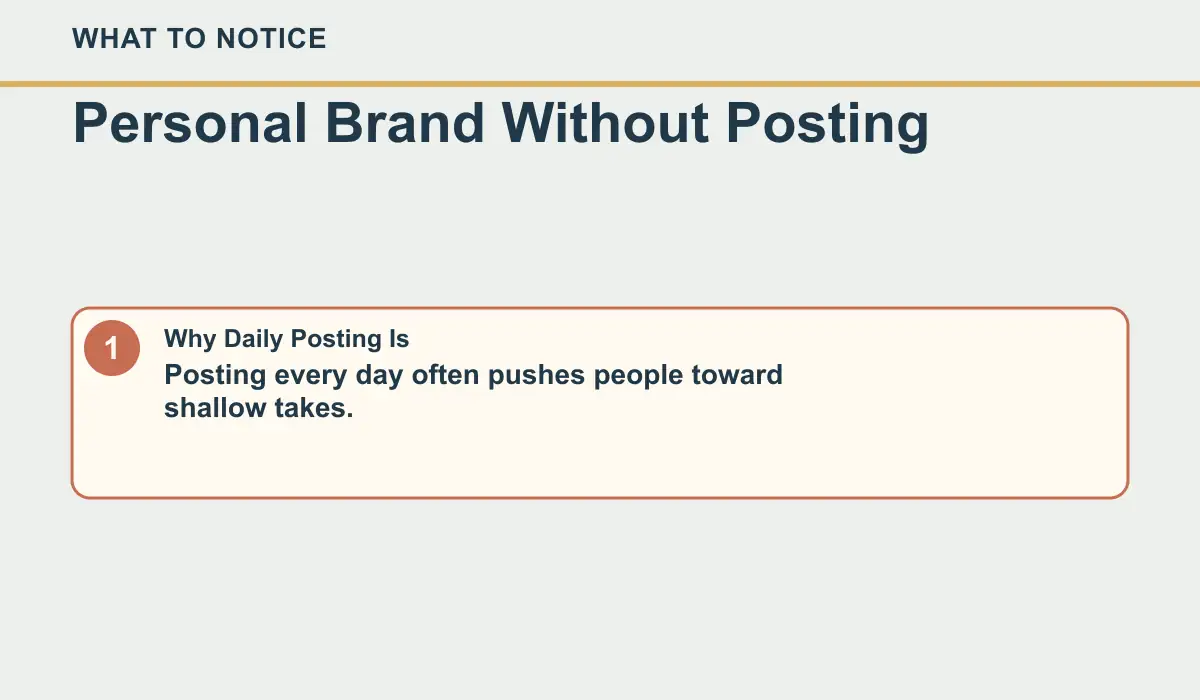 WHAT TO NOTICE
Personal Brand Without Posting
1
Why Daily Posting Is
Posting every day often pushes people toward
shallow takes.